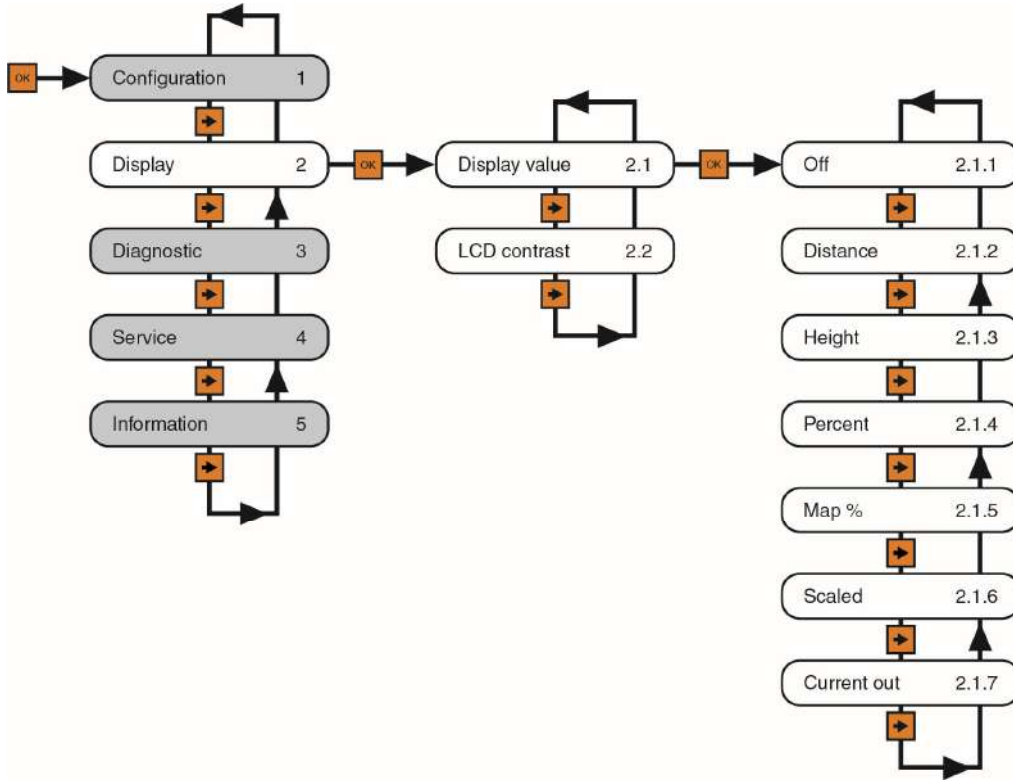 OK
Configuration 1
Display 2
OK
Diagnostic 3
Service 4
Information 5
Display value 2.1
OK
LCD contrast 2.2
Off 2.1.1
Distance 2.1.2
Height 2.1.3
Percent 2.1.4
Map % 2.1.5
Scaled 2.1.6
Current out 2.1.7